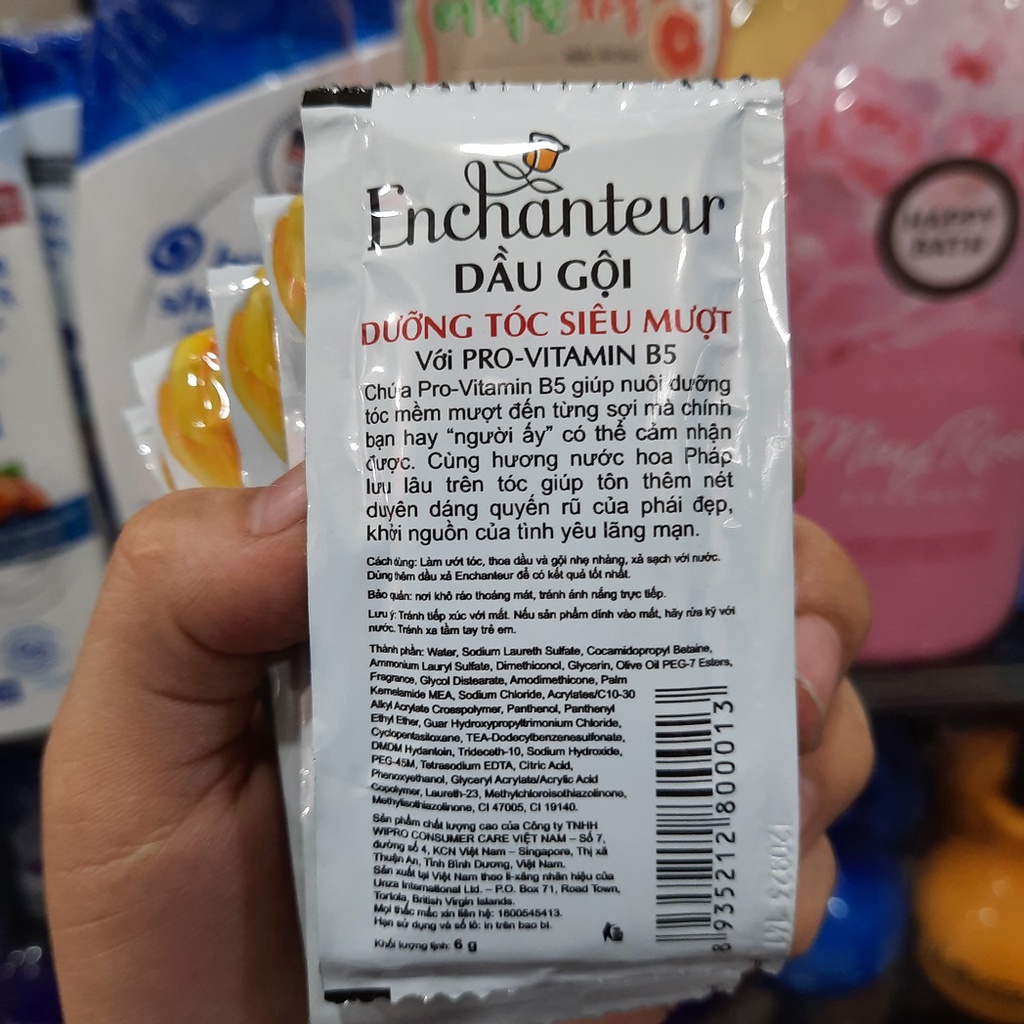 Enchanteur
DẦU GỘI
DƯỠNG TÓC SIÊU MƯỢT
Với PRO-VITAMIN B5
Chứa Pro-Vitamin B5 giúp nuôi dưỡng
tóc mềm mượt đến từng sợi mà chính
bạn hay “người ấy” có thể cảm nhận
được. Cùng hương nước hoa Pháp
lưu lâu trên tóc giúp tôn thêm nét
duyên dáng quyến rũ của phái đẹp,
khởi nguồn của tình yêu lãng mạn.
Cách dùng: Làm ướt tóc, thoa dầu và gội nhẹ nhàng, xả sạch với nước.
Dùng thêm dầu xả Enchanteur để có kết quả tốt nhất.
Bảo quản: nơi khô ráo thoáng mát, tránh ánh nắng trực tiếp.
Lưu ý: Tránh tiếp xúc với mắt. Nếu sản phẩm dính vào mắt, hãy rửa kỹ với
nước. Tránh xa tầm tay trẻ em.
Thành phần: Water, Sodium Laureth Sulfate, Cocamidopropyl Betaine,
Ammonium Lauryl Sulfate, Dimethiconol, Glycerin, Olive Oil PEG-7 Esters,
Fragrance, Glycol Distearate, Amodimethicone, Palm
Kernelamide MEA, Sodium Chloride, Acrylates/C10-30
Alkyl Acrylate Crosspolymer, Panthenol, Panthenyl
Ethyl Ether, Guar Hydroxypropyltrimonium Chloride,
Cyclopentasiloxane, TEA-Dodecylbenzenesulfonate,
DMDM Hydantoin, Trideceth-10, Sodium Hydroxide,
PEG-45M, Tetrasodium EDTA, Citric Acid,
Phenoxyethanol, Glyceryl Acrylate/Acrylic Acid
Copolymer, Laureth-23, Methylchloroisothiazolinone,
Methylisothiazolinone, CI 47005, CI 19140.
Sản phẩm chất lượng cao của Công ty TNHH
WIPRO CONSUMER CARE VIỆT NAM – Số 7,
đường số 4, KCN Việt Nam – Singapore, Thị xã
Thuận An, Tỉnh Bình Dương, Việt Nam.
Sản xuất tại Việt Nam theo li-xăng nhãn hiệu của
Unza International Ltd. – P.O. Box 71, Road Town,
Tortola, British Virgin Islands.
Mọi thắc mắc xin liên hệ: 1800545413.
Hạn sử dụng và số lô: in trên bao bì.
Khối lượng tịnh: 6 g
8935212800013
HAPPY
BATH